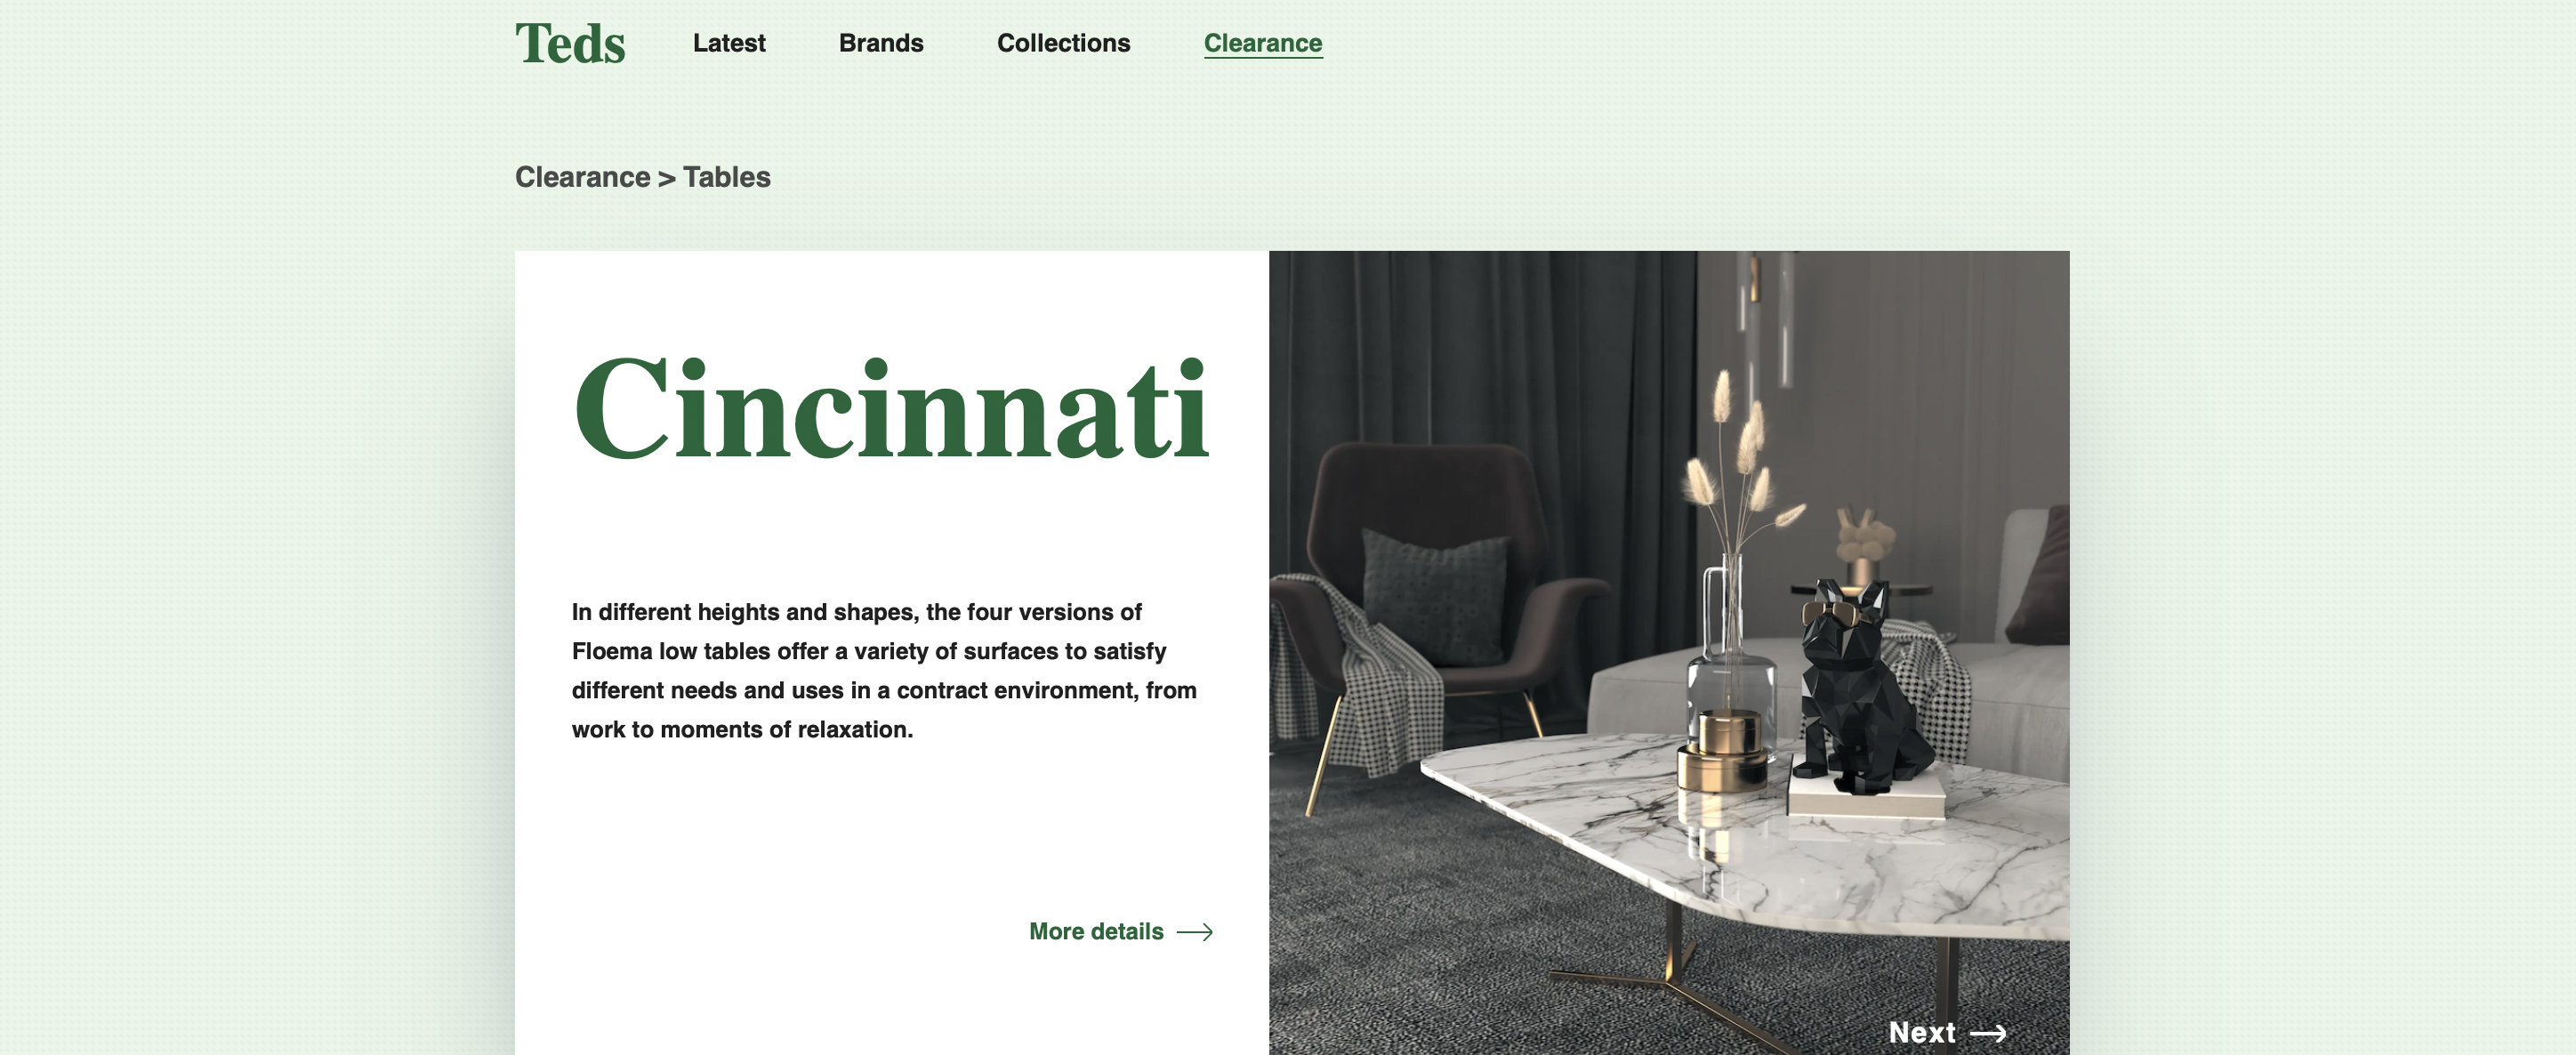 Teds Latest Brands Collections Clearance
Clearance > Tables
Cincinnati
In different heights and shapes, the four versions of
Floema low tables offer a variety of surfaces to satisfy
different needs and uses in a contract environment, from
work to moments of relaxation.
More details
Next